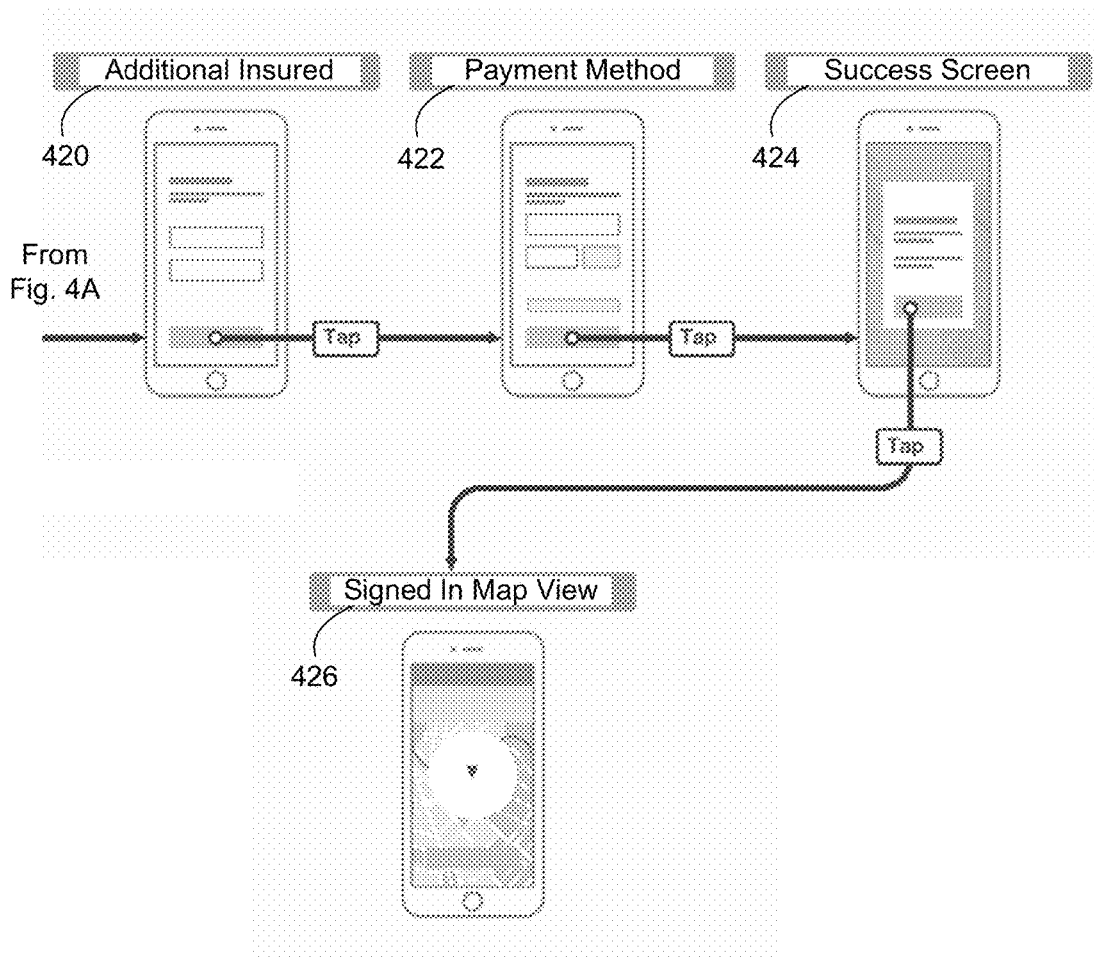 Additional Insured
Payment Method
Success Screen
420
422
424
From
Fig. 4A
Tap
Tap
Tap
Signed In Map View
426